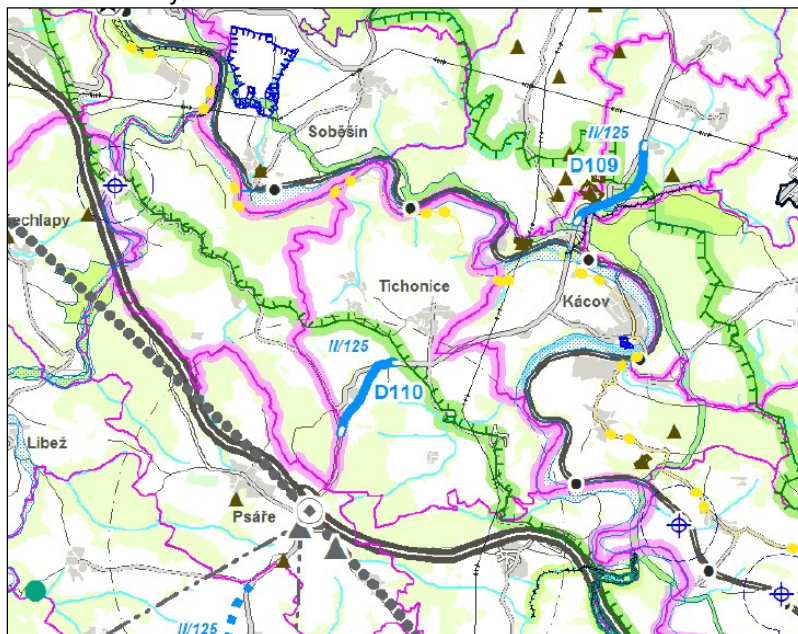 Soběšín
II/125
D109
echlapy
Tichonice
Kácov
II/125
D110
Libež
Psáře
II/125